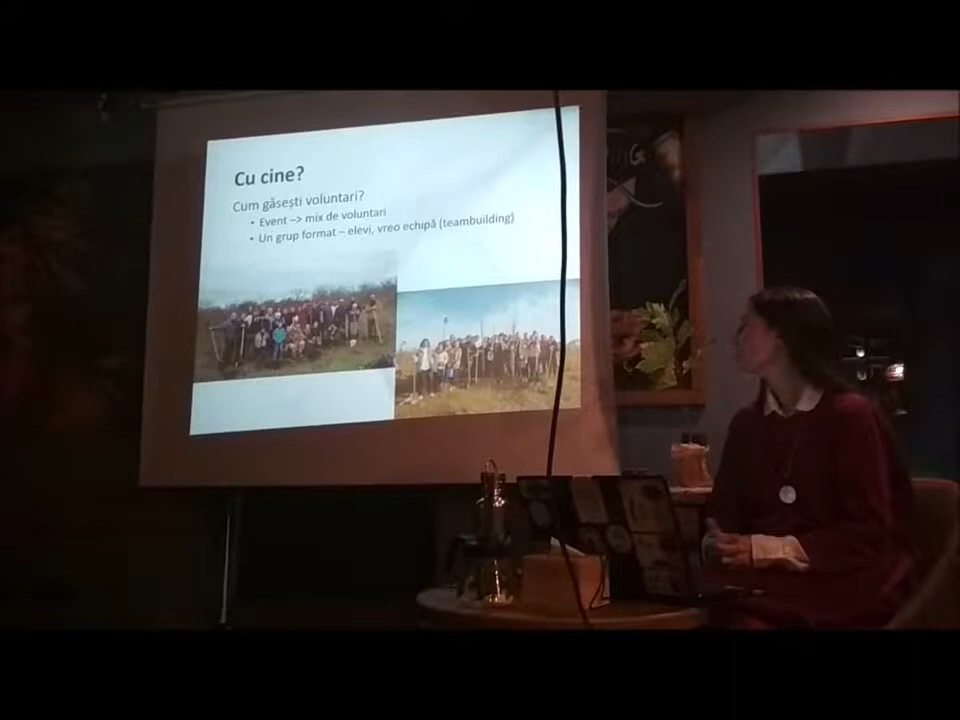 Cu cine?
Cum găsești voluntari?
• Event –> mix de voluntari
• Un grup format – elevi, vreo echipă (teambuilding)